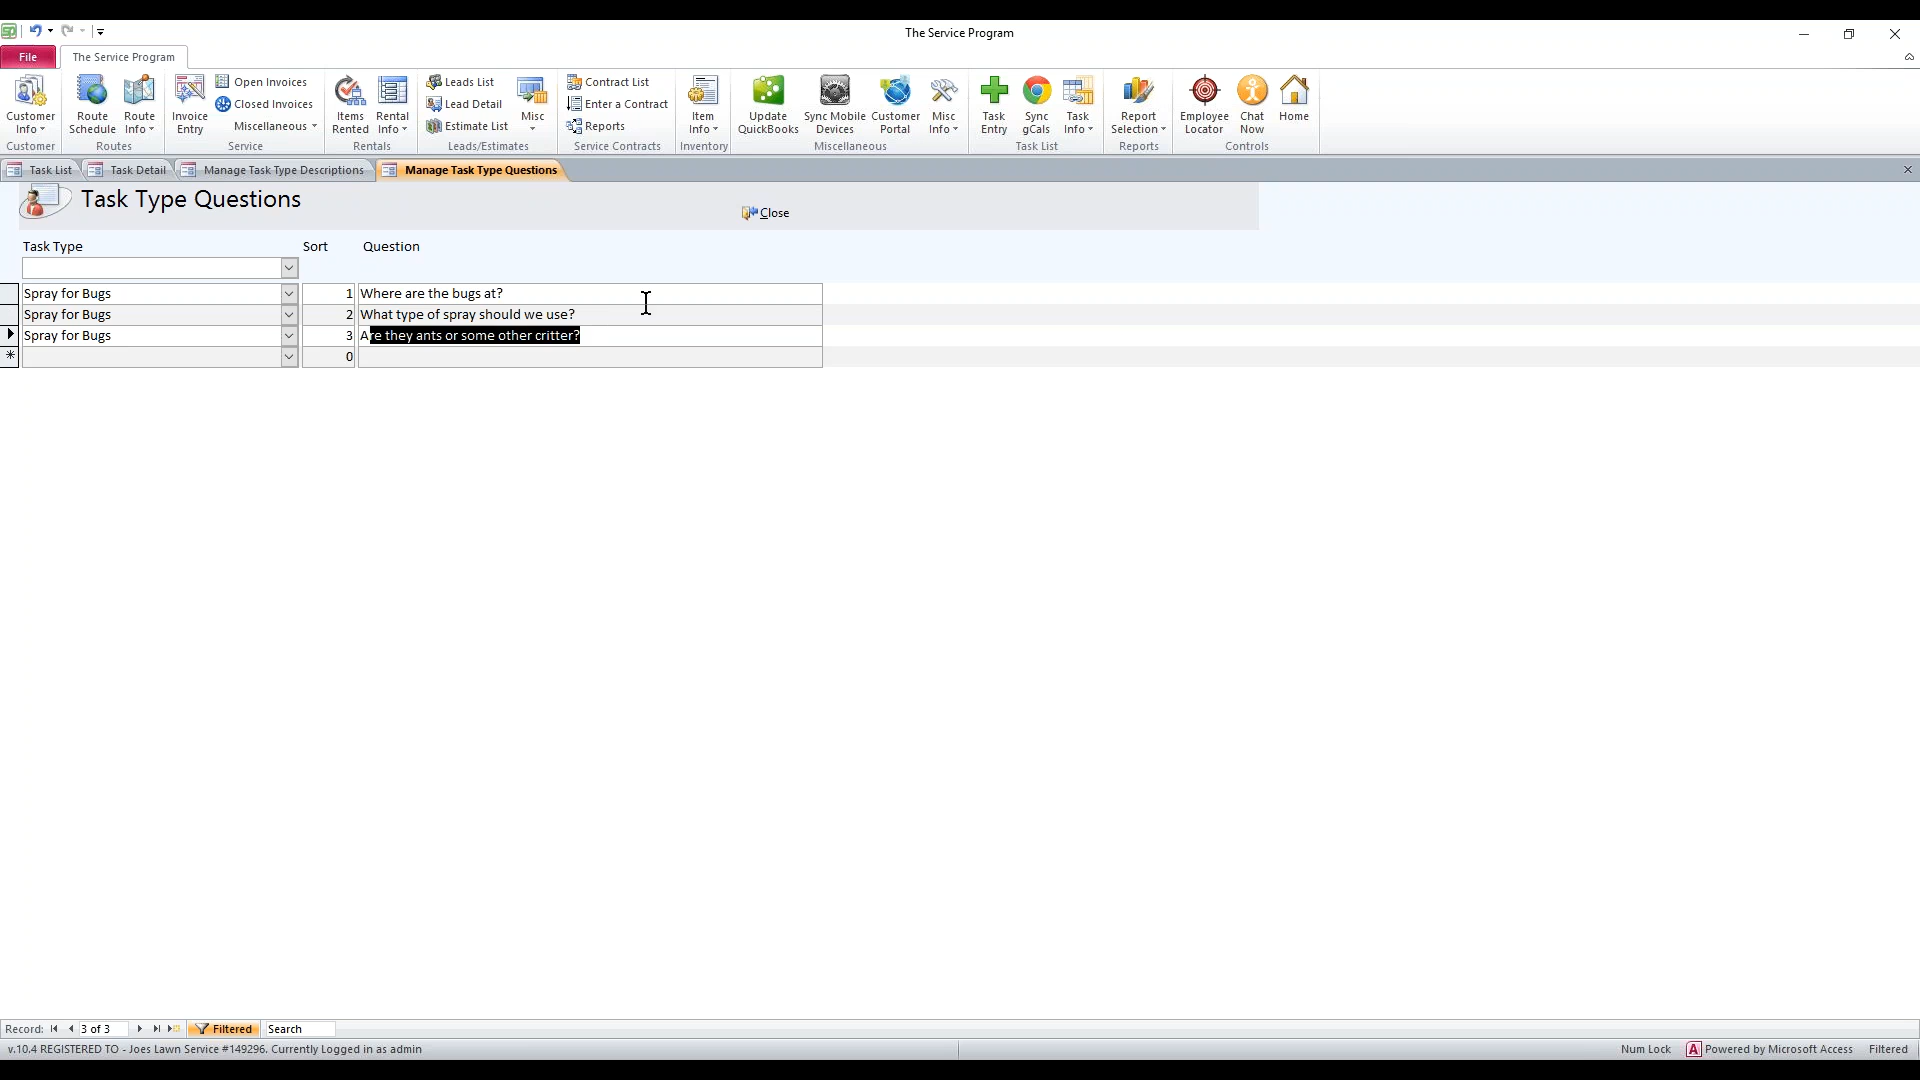 The Service Program
File The Service Program
Customer Info Route Schedule Route Info Invoice Entry Open Invoices Closed Invoices Miscellaneous Items Rented Rental Info Leads List Lead Detail Estimate List Misc Contract List Enter a Contract Reports Item Info Update QuickBooks Sync Mobile Devices Customer Portal Misc Info Task Entry Sync gCals Task Info Report Selection Employee Locator Chat Now Home
Customer Routes Service Rentals Leads/Estimates Service Contracts Inventory Miscellaneous Task List Reports Controls
Task List Task Detail Manage Task Type Descriptions Manage Task Type Questions
Task Type Questions
Close
Task Type Sort Question
Spray for Bugs 1 Where are the bugs at?
Spray for Bugs 2 What type of spray should we use?
Spray for Bugs 3 Are they ants or some other critter?
0
Record: 3 of 3 Filtered Search
v.10.4 REGISTERED TO - Joes Lawn Service #149296. Currently Logged in as admin Num Lock A Powered by Microsoft Access Filtered